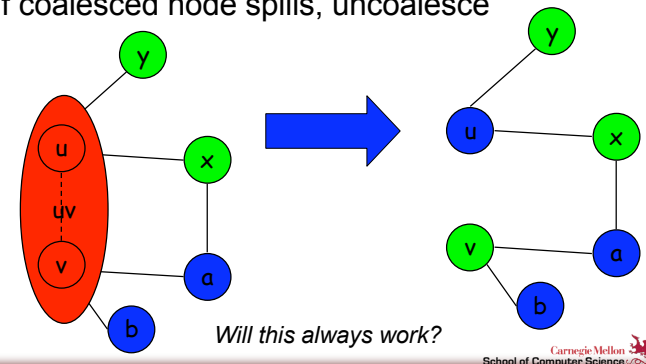 f coalesced node spills, uncoalesce
y
y
u
u
x
x
uv
v
v
a
a
b
b
Will this always work?
Carnegie Mellon
School of Computer Science